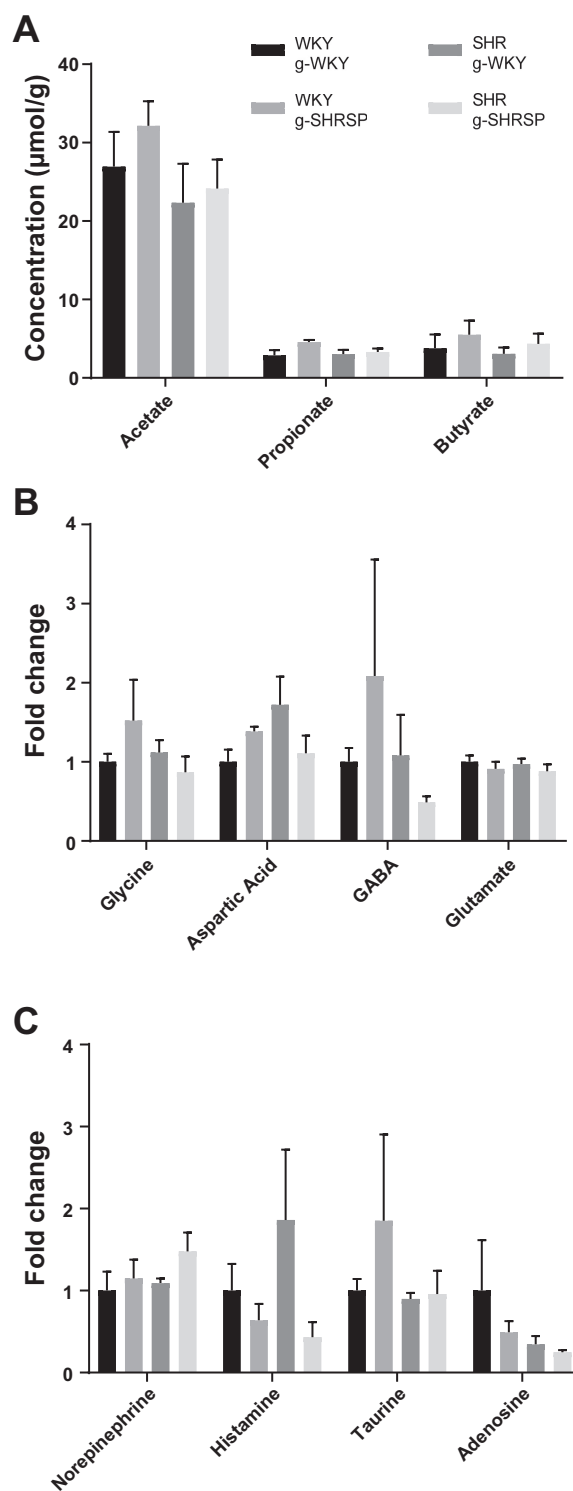 A
WKY
g-WKY
SHR
g-WKY
WKY
g-SHRSP
SHR
g-SHRSP
Concentration (µmol/g)
40
30
20
10
0
Acetate
Propionate
Butyrate
B
Fold change
4
3
2
1
0
Glycine
Aspartic Acid
GABA
Glutamate
C
Fold change
4
3
2
1
0
Norepinephrine
Histamine
Taurine
Adenosine